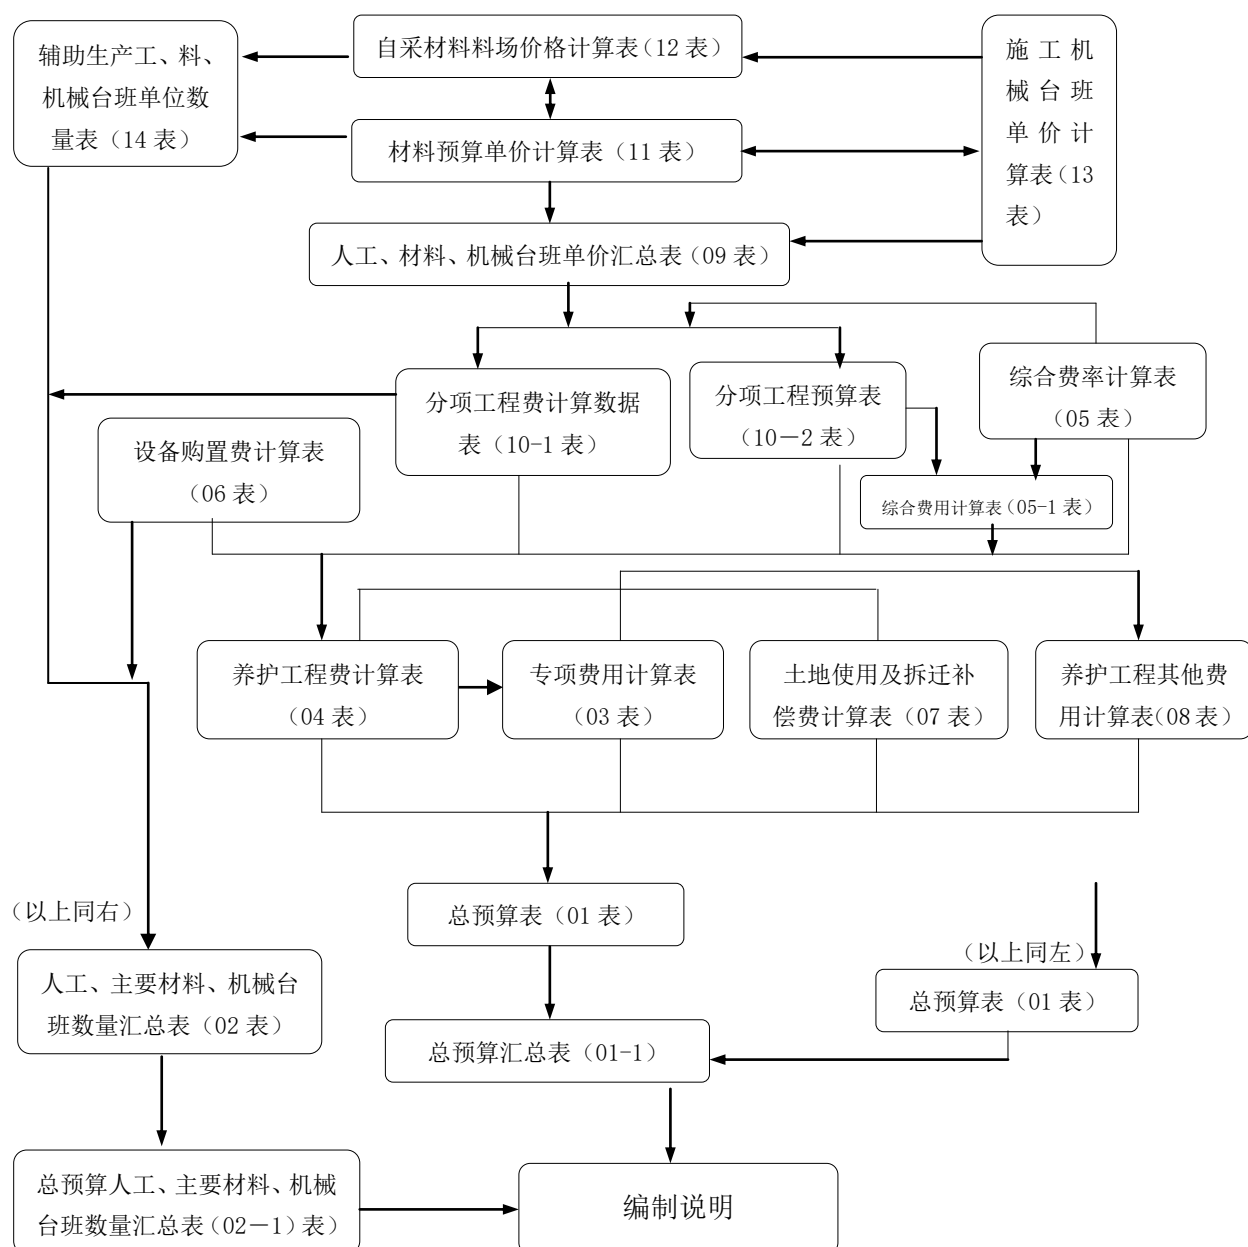 辅助生产工、料、
机械台班单位数
量表（14 表）
自采材料料场价格计算表（12 表）
材料预算单价计算表（11 表）
施工机
械台班
单价计
算表（13
表）
人工、材料、机械台班单价汇总表（09 表）
分项工程费计算数据
表（10-1 表）
分项工程预算表
（10－2 表）
综合费率计算表
（05 表）
设备购置费计算表
（06 表）
综合费用计算表（05-1 表）
养护工程费计算表
（04 表）
专项费用计算表
（03 表）
土地使用及拆迁补
偿费计算表（07 表）
养护工程其他费
用计算表（08 表）
（以上同右）
总预算表（01 表）
（以上同左）
人工、主要材料、机械台
班数量汇总表（02 表）
总预算表（01 表）
总预算汇总表（01-1）
总预算人工、主要材料、机械
台班数量汇总表（02－1）表）
编制说明